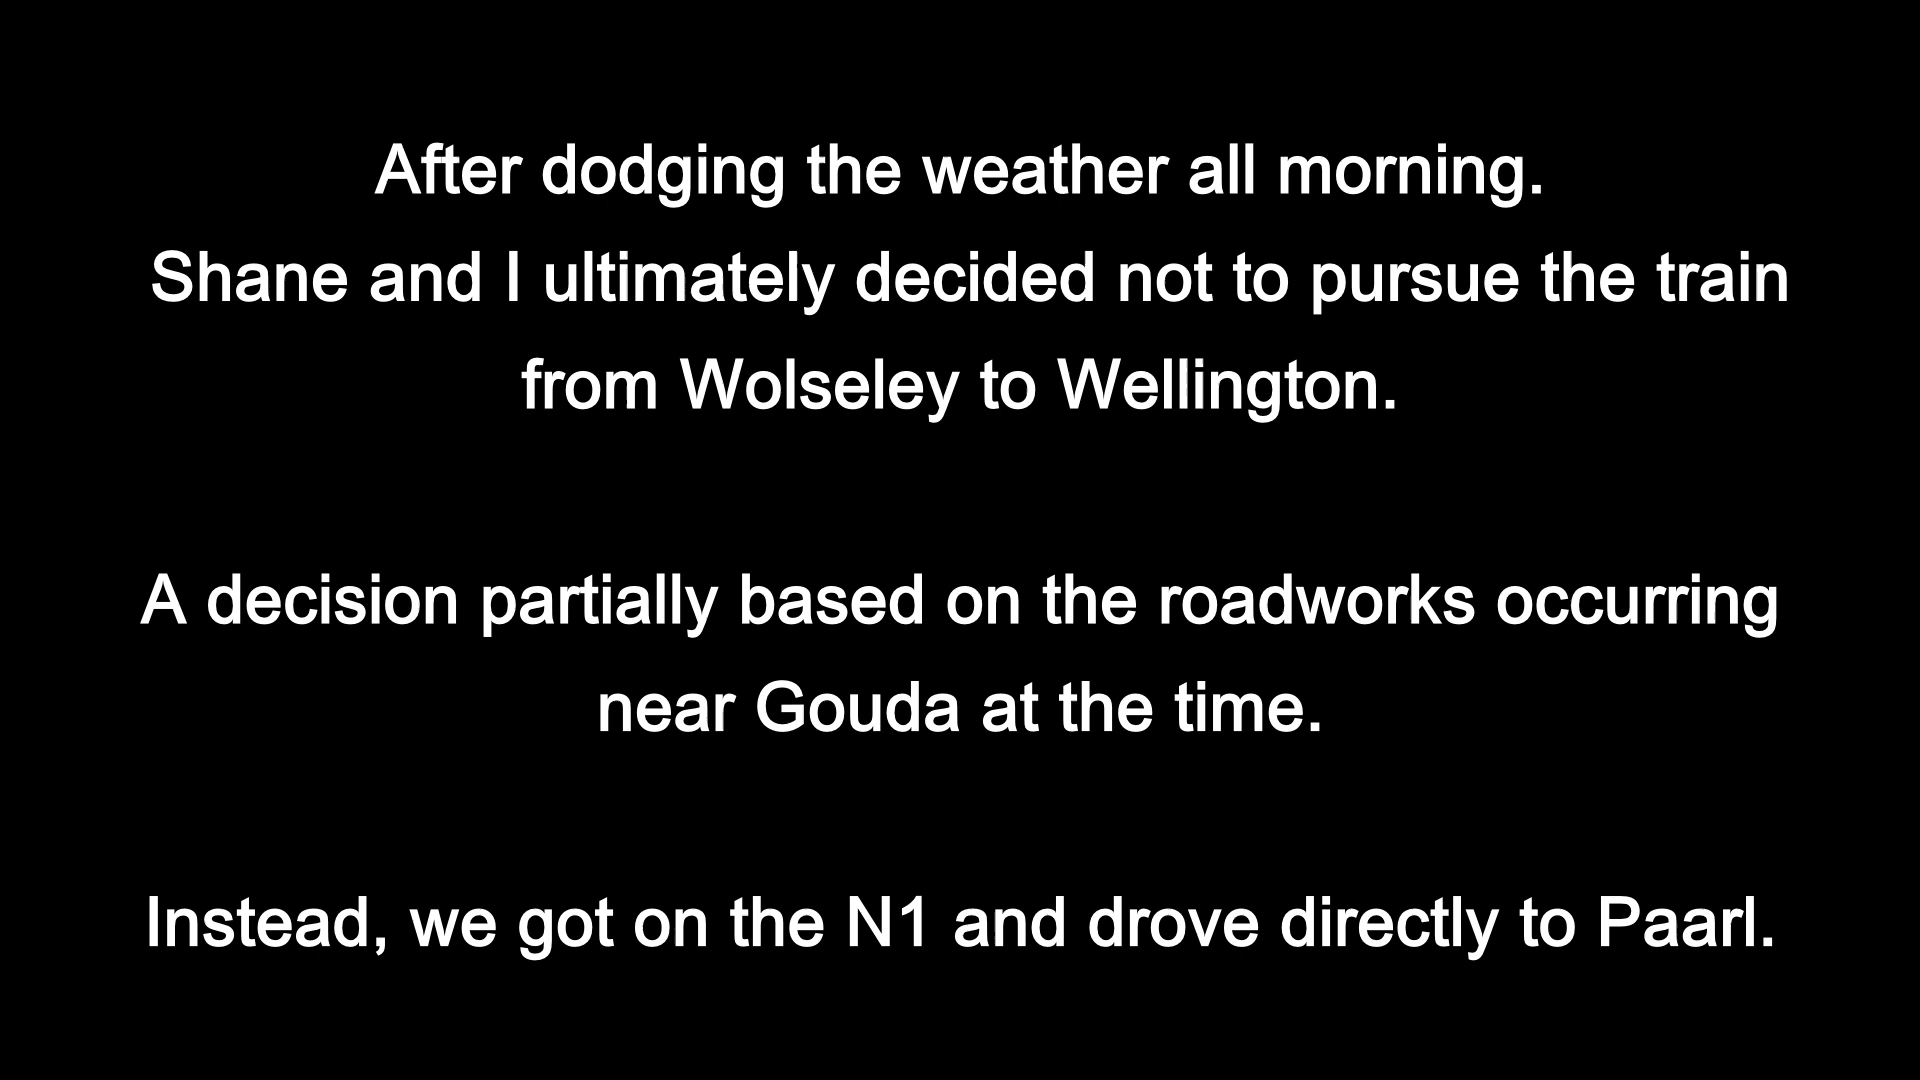 After dodging the weather all morning.
Shane and I ultimately decided not to pursue the train
from Wolseley to Wellington.
A decision partially based on the roadworks occurring
near Gouda at the time.
Instead, we got on the N1 and drove directly to Paarl.